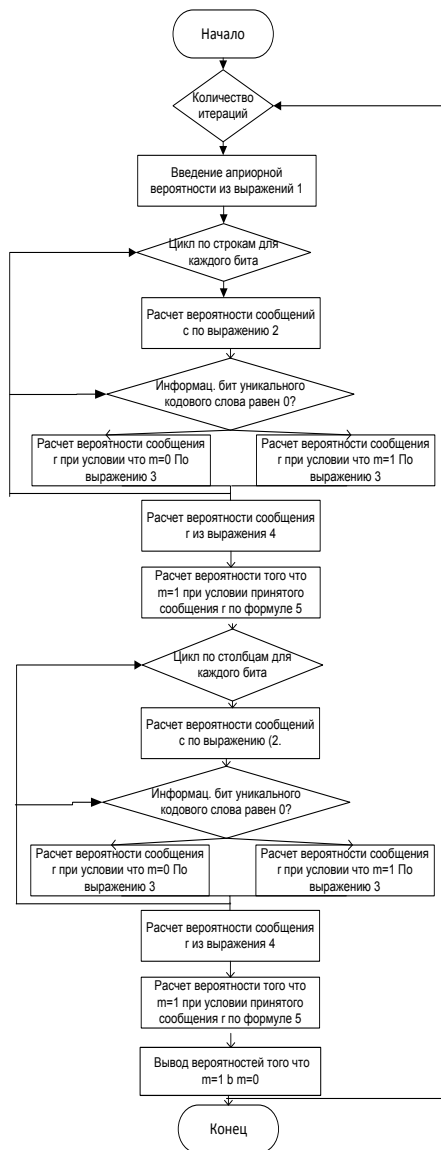 Начало
Количество
итераций
Введение априорной
вероятности из выражений 1
Цикл по строкам для
каждого бита
Расчет вероятности сообщений
с по выражению 2
Информац. бит уникального
кодового слова равен 0?
Расчет вероятности сообщения
r при условии что m=0 По
выражению 3
Расчет вероятности сообщения
r при условии что m=1 По
выражению 3
Расчет вероятности сообщения
r из выражения 4
Расчет вероятности того что
m=1 при условии принятого
сообщения r по формуле 5
Цикл по столбцам для
каждого бита
Расчет вероятности сообщений
с по выражению (2.
Информац. бит уникального
кодового слова равен 0?
Расчет вероятности сообщения
r при условии что m=0 По
выражению 3
Расчет вероятности сообщения
r при условии что m=1 По
выражению 3
Расчет вероятности сообщения
r из выражения 4
Расчет вероятности того что
m=1 при условии принятого
сообщения r по формуле 5
Вывод вероятностей того что
m=1 b m=0
Конец